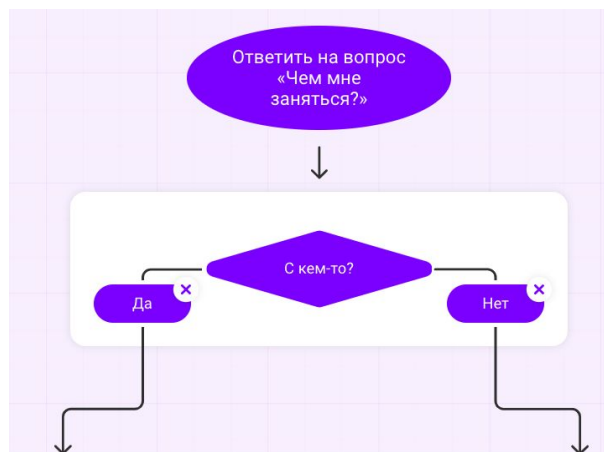 Ответить на вопрос
«Чем мне
заняться?»
С кем-то?
Да
Нет